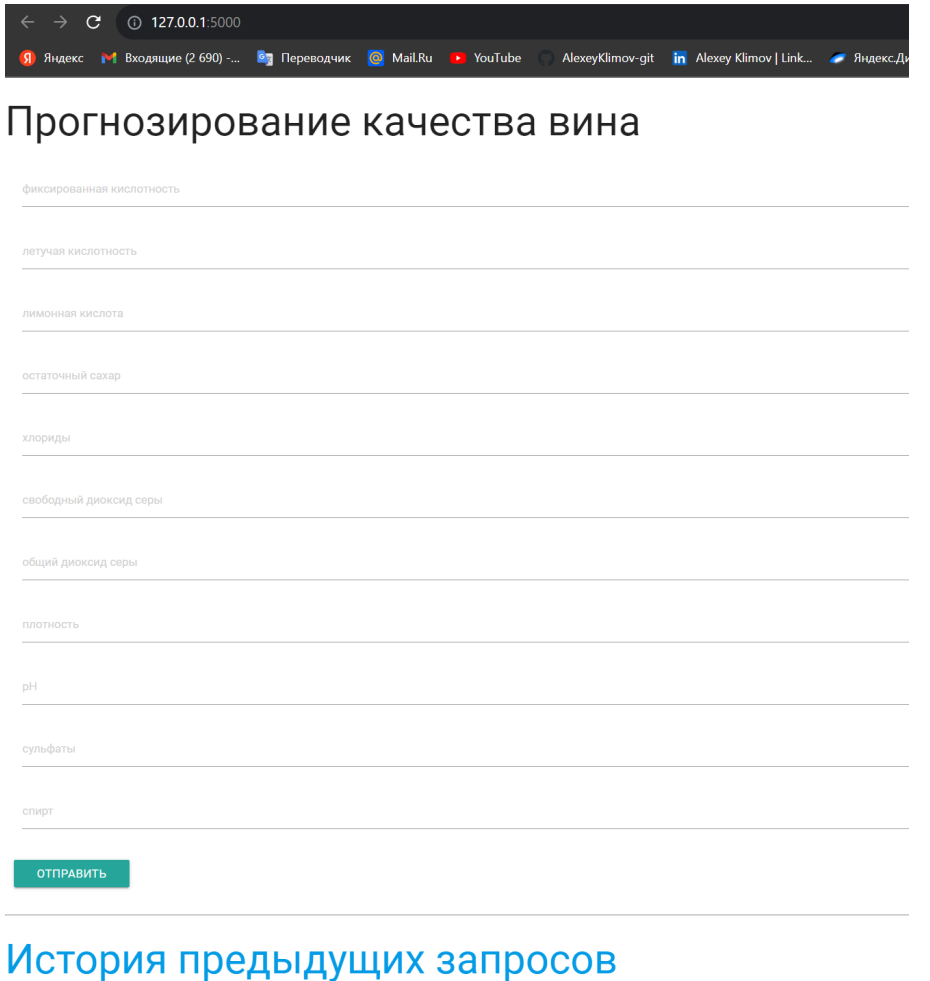 127.0.0.1:5000
Яндекс Входящие (2 690) -... Переводчик Mail.Ru YouTube AlexeyKlimov-git Alexey Klimov | Link... Яндекс.Ди
Прогнозирование качества вина
фиксированная кислотность
летучая кислотность
лимонная кислота
остаточный сахар
хлориды
свободный диоксид серы
общий диоксид серы
плотность
pH
сульфаты
спирт
ОТПРАВИТЬ
История предыдущих запросов